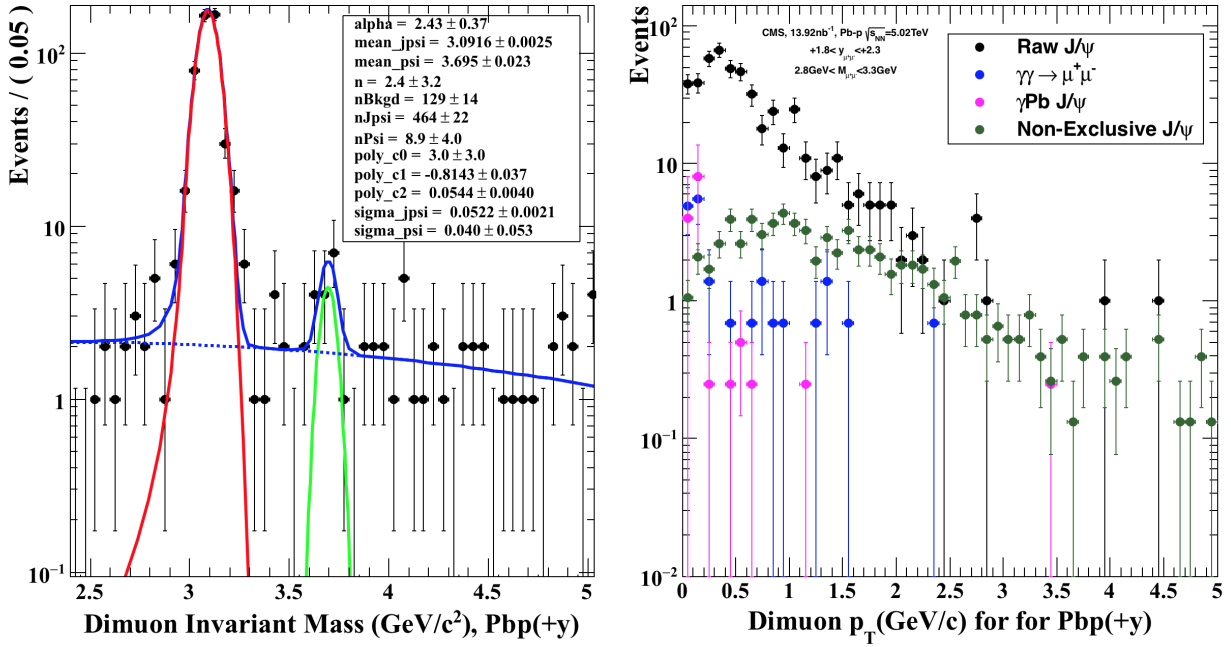 Events / ( 0.05 )
10²
10
1
10⁻¹
2.5 3 3.5 4 4.5 5
Dimuon Invariant Mass (GeV/c²), Pbp(+y)
alpha = 2.43 ± 0.37
mean_jpsi = 3.0916 ± 0.0025
mean_psi = 3.695 ± 0.023
n = 2.4 ± 3.2
nBkgd = 129 ± 14
nJpsi = 464 ± 22
nPsi = 8.9 ± 4.0
poly_c0 = 3.0 ± 3.0
poly_c1 = -0.8143 ± 0.037
poly_c2 = 0.0544 ± 0.0040
sigma_jpsi = 0.0522 ± 0.0021
sigma_psi = 0.040 ± 0.053
Events
10²
10
1
10⁻¹
10⁻²
0 0.5 1 1.5 2 2.5 3 3.5 4 4.5 5
Dimuon p_T(GeV/c) for for Pbp(+y)
CMS, 13.92nb⁻¹, Pb-p √s_NN=5.02TeV
+1.8< y_μ⁺μ⁻<+2.3
2.8GeV< M_μ⁺μ⁻<3.3GeV
Raw J/ψ
γγ → μ⁺μ⁻
γPb J/ψ
Non-Exclusive J/ψ